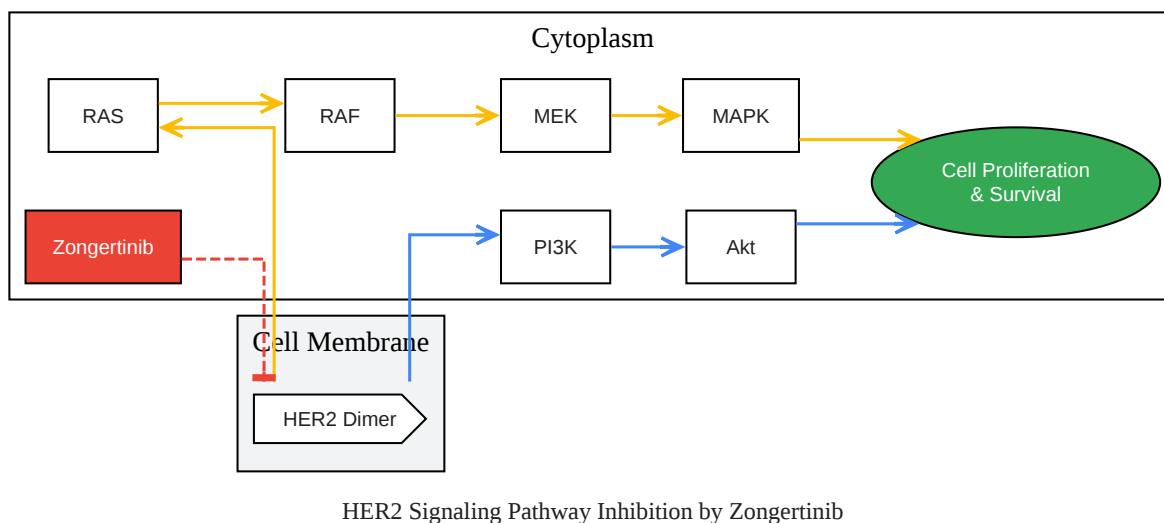 Cytoplasm
RAS
RAF
MEK
MAPK
Cell Proliferation
& Survival
Zongertinib
PI3K
Akt
Cell Membrane
HER2 Dimer
HER2 Signaling Pathway Inhibition by Zongertinib